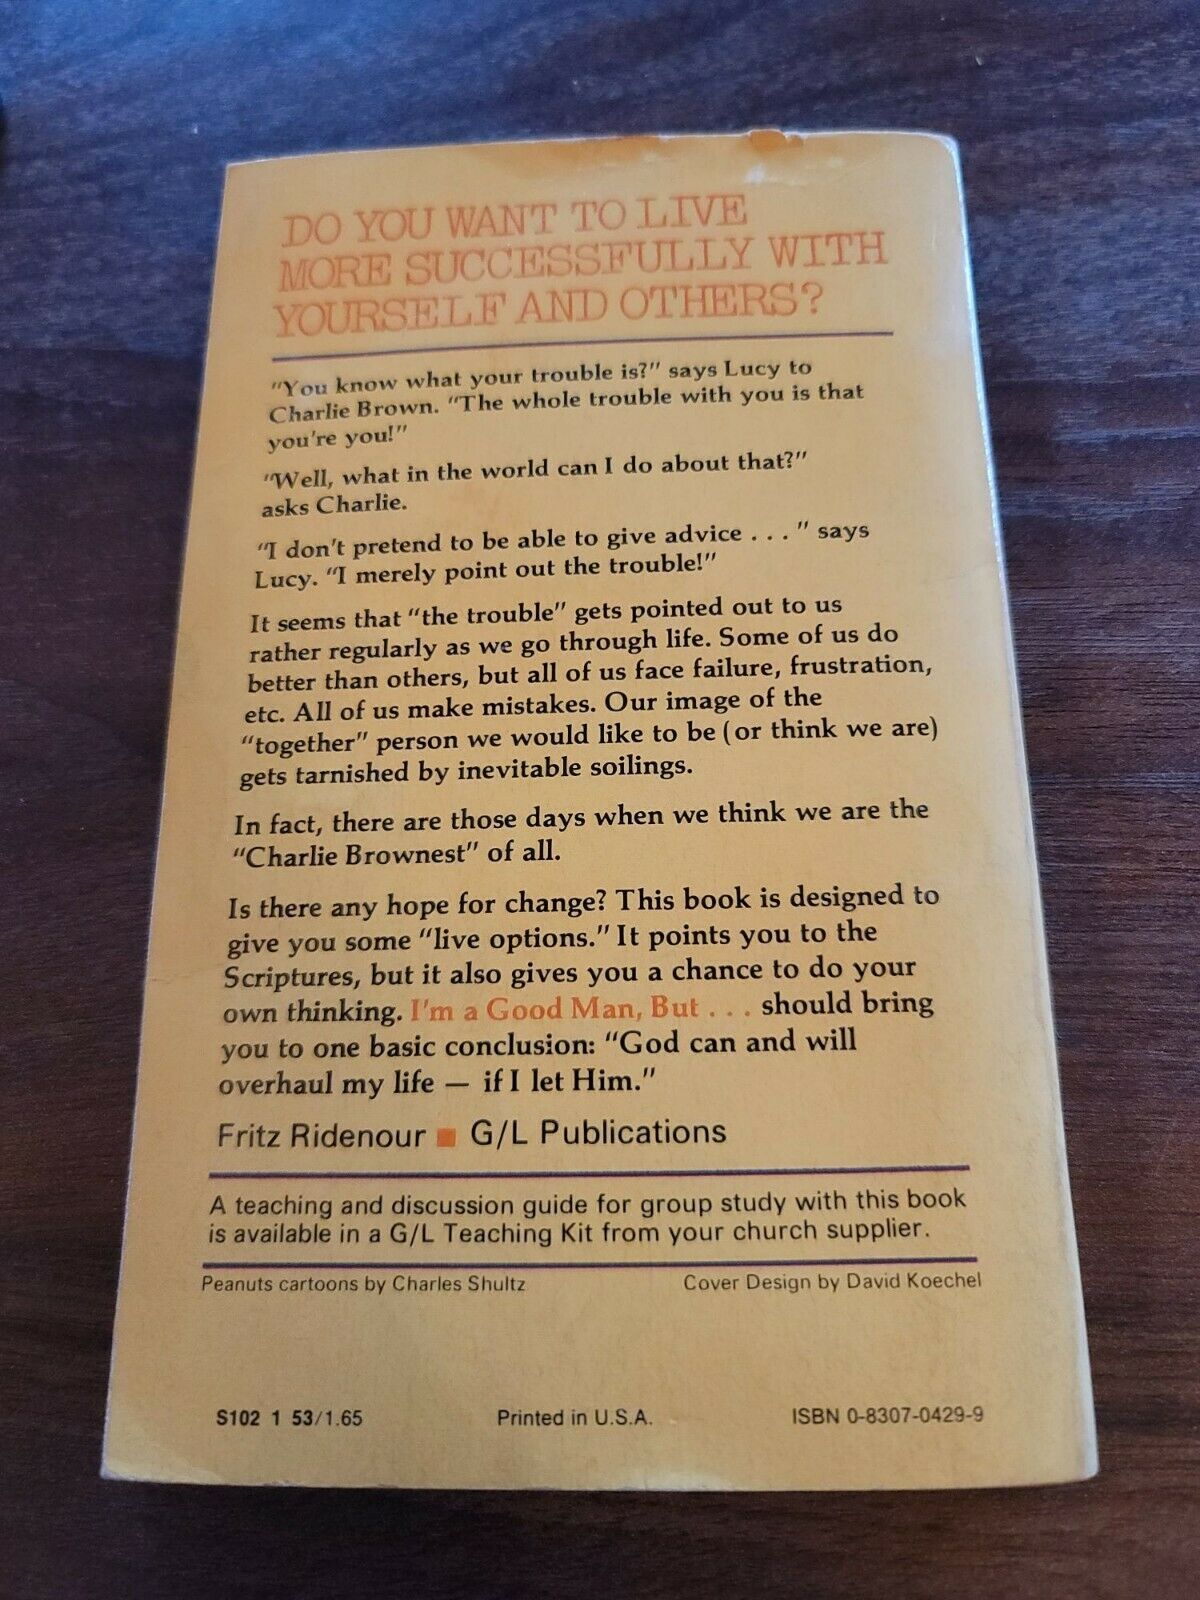 DO YOU WANT TO LIVE
MORE SUCCESSFULLY WITH
YOURSELF AND OTHERS?
"You know what your trouble is?" says Lucy to
Charlie Brown. "The whole trouble with you is that
you're you!"
"Well, what in the world can I do about that?"
asks Charlie.
"I don't pretend to be able to give advice . . . " says
Lucy. "I merely point out the trouble!"
It seems that "the trouble" gets pointed out to us
rather regularly as we go through life. Some of us do
better than others, but all of us face failure, frustration,
etc. All of us make mistakes. Our image of the
"together" person we would like to be (or think we are)
gets tarnished by inevitable soilings.
In fact, there are those days when we think we are the
"Charlie Brownest" of all.
Is there any hope for change? This book is designed to
give you some "live options." It points you to the
Scriptures, but it also gives you a chance to do your
own thinking. I'm a Good Man, But . . . should bring
you to one basic conclusion: "God can and will
overhaul my life — if I let Him."
Fritz Ridenour ■ G/L Publications
A teaching and discussion guide for group study with this book
is available in a G/L Teaching Kit from your church supplier.
Peanuts cartoons by Charles Shultz Cover Design by David Koechel
S102 1 53/1.65 Printed in U.S.A. ISBN 0-8307-0429-9